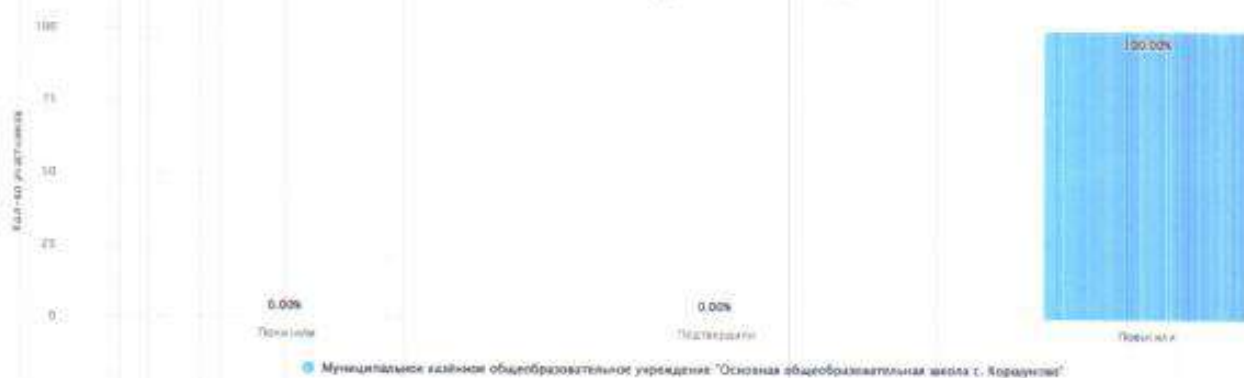 100
100.00%
75
50
25
0
Кол-во участников
0.00%
0.00%
Понизили
Подтвердили
Повысили
Муниципальное казённое общеобразовательное учреждение "Основная общеобразовательная школа с. Коршуново"